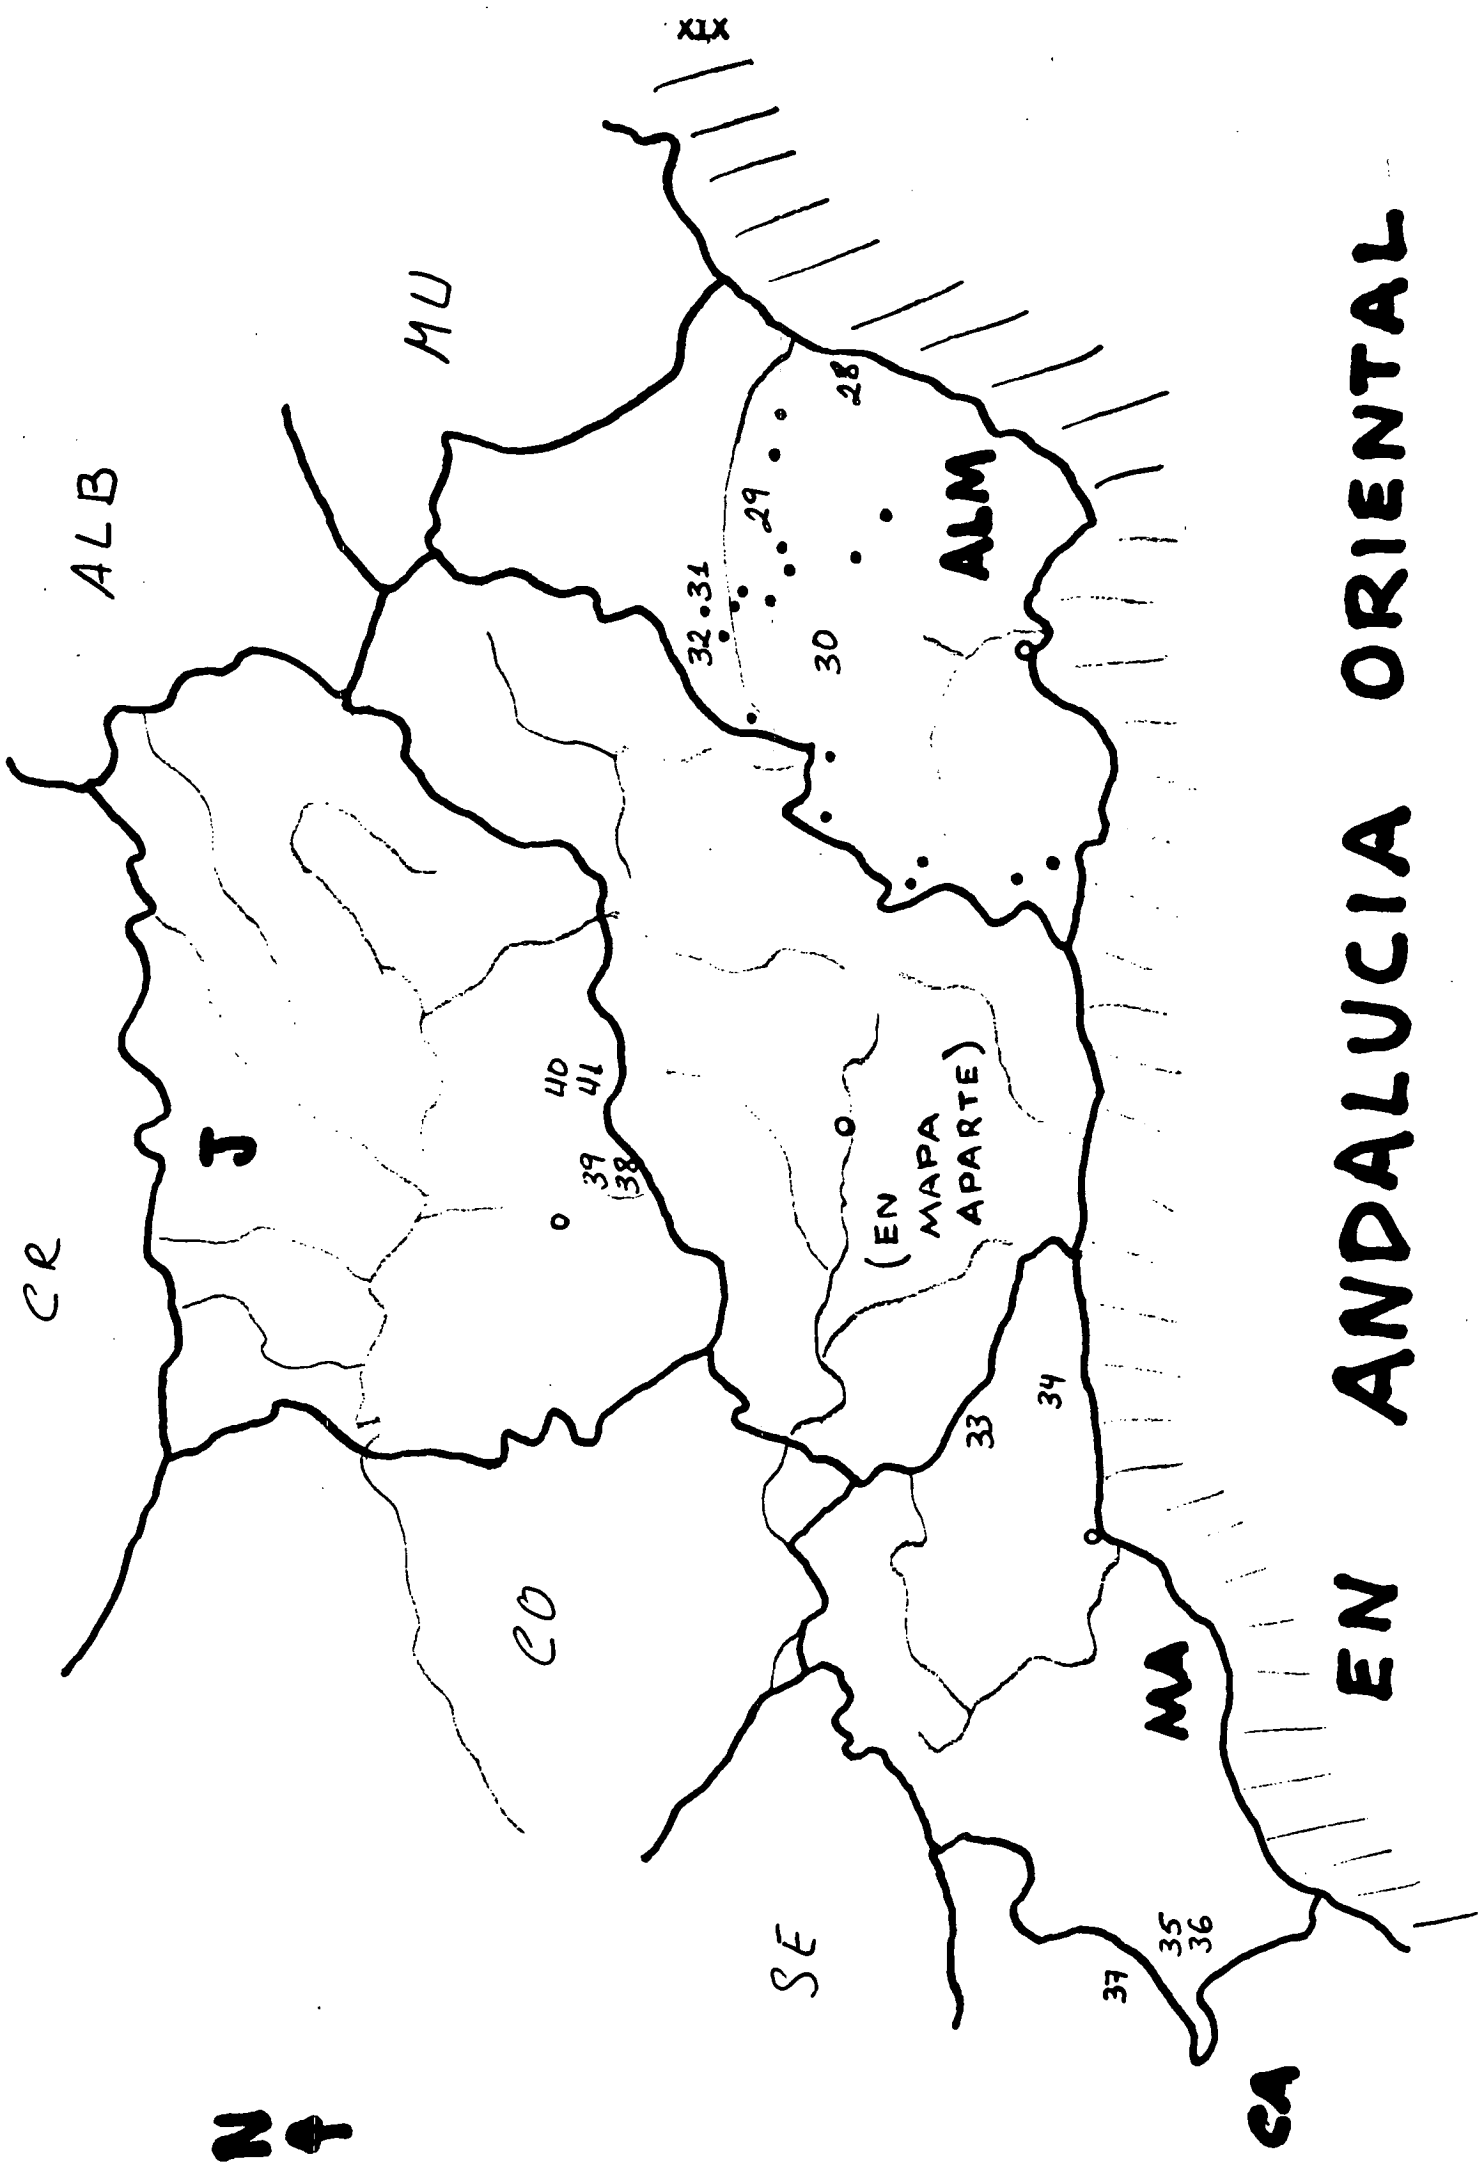 XIX
N
CR
ALB
MU
J
40
41
39
38
CO
SE
32
31
29
28
30
ALM
(EN
MAPA
APARTE)
33
34
MA
35
36
37
CA
EN ANDALUCIA ORIENTAL